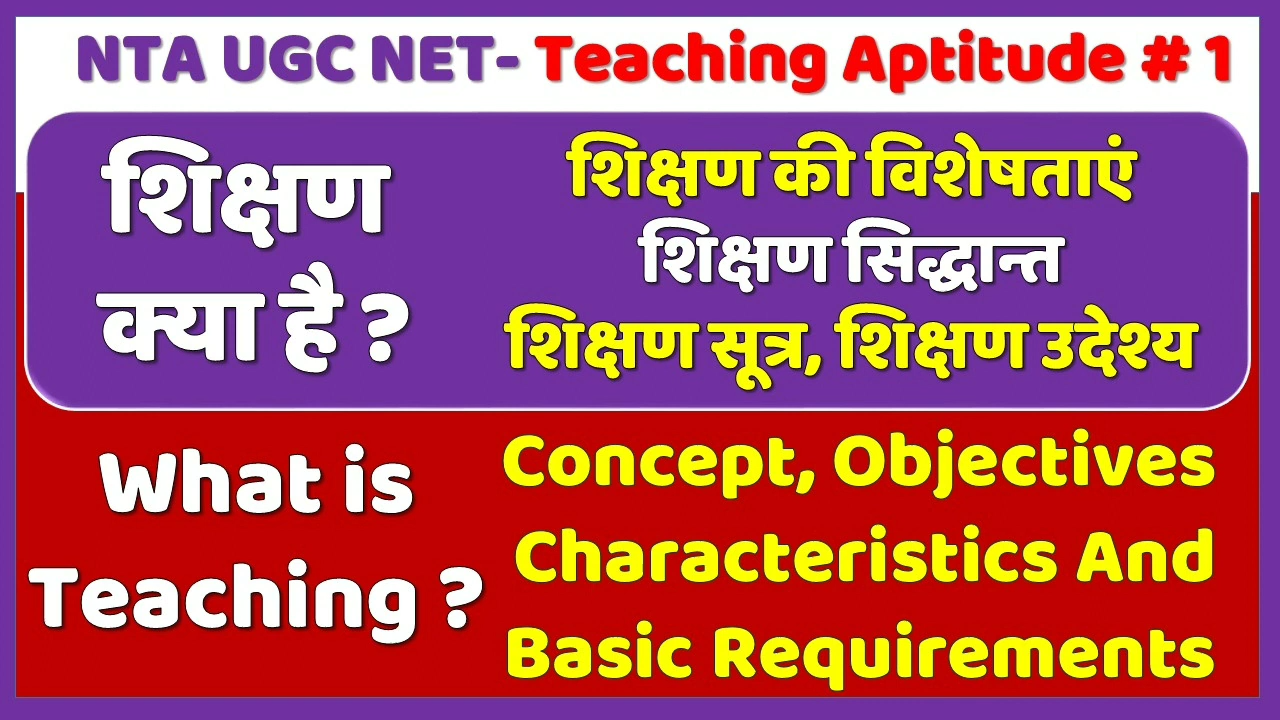 NTA UGC NET- Teaching Aptitude # 1
शिक्षण
क्या है ?
शिक्षण की विशेषताएं
शिक्षण सिद्धान्त
शिक्षण सूत्र, शिक्षण उदेश्य
What is
Teaching ?
Concept, Objectives
Characteristics And
Basic Requirements